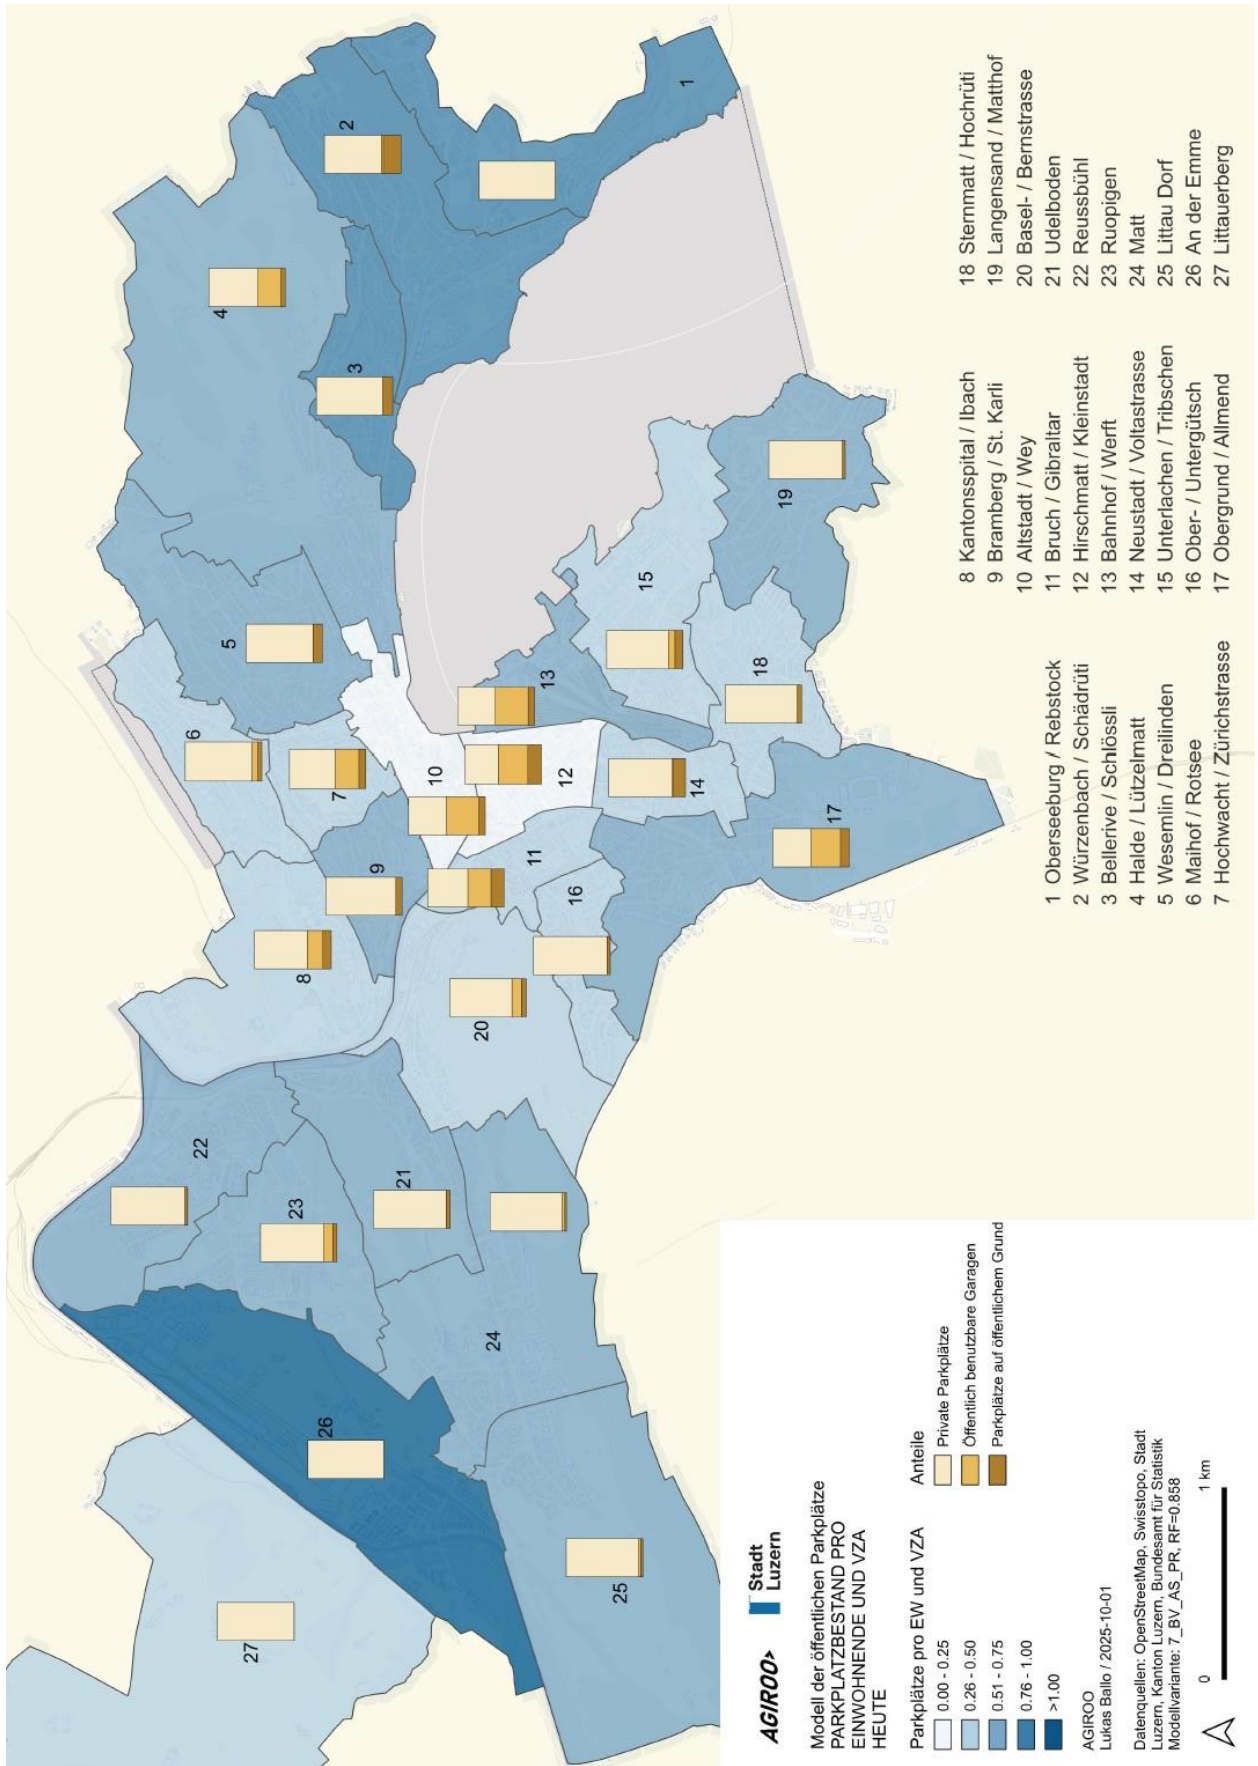 1
2
3
4
5
6
7
8
9
10
11
12
13
14
15
16
17
18
19
20
21
22
23
24
25
26
27
1 Oberseeburg / Rebstock
2 Würzenbach / Schädrüti
3 Bellerive / Schlössli
4 Halde / Lützelmatt
5 Wesemlin / Dreilinden
6 Maihof / Rotsee
7 Hochwacht / Zürichstrasse
8 Kantonsspital / Ibach
9 Bramberg / St. Karli
10 Altstadt / Wey
11 Bruch / Gibraltar
12 Hirschmatt / Kleinstadt
13 Bahnhof / Werft
14 Neustadt / Voltastrasse
15 Unterlachen / Tribschen
16 Ober- / Untergütsch
17 Obergrund / Allmend
18 Sternmatt / Hochrüti
19 Langensand / Matthof
20 Basel- / Bernstrasse
21 Udelboden
22 Reussbühl
23 Ruopigen
24 Matt
25 Littau Dorf
26 An der Emme
27 Littauerberg
AGIROO
Stadt
Luzern
Modell der öffentlichen Parkplätze
PARKPLATZBESTAND PRO
EINWOHNENDE UND VZA
HEUTE
Parkplätze pro EW und VZA
0.00 - 0.25
0.26 - 0.50
0.51 - 0.75
0.76 - 1.00
>1.00
Anteile
Private Parkplätze
Öffentlich benutzbare Garagen
Parkplätze auf öffentlichem Grund
AGIROO
Lukas Ballo / 2025-10-01
Datenquellen: OpenStreetMap, Swisstopo, Stadt
Luzern, Kanton Luzern, Bundesamt für Statistik
Modellvariante: 7_BV_AS_PR, RF=0.858
0
1 km